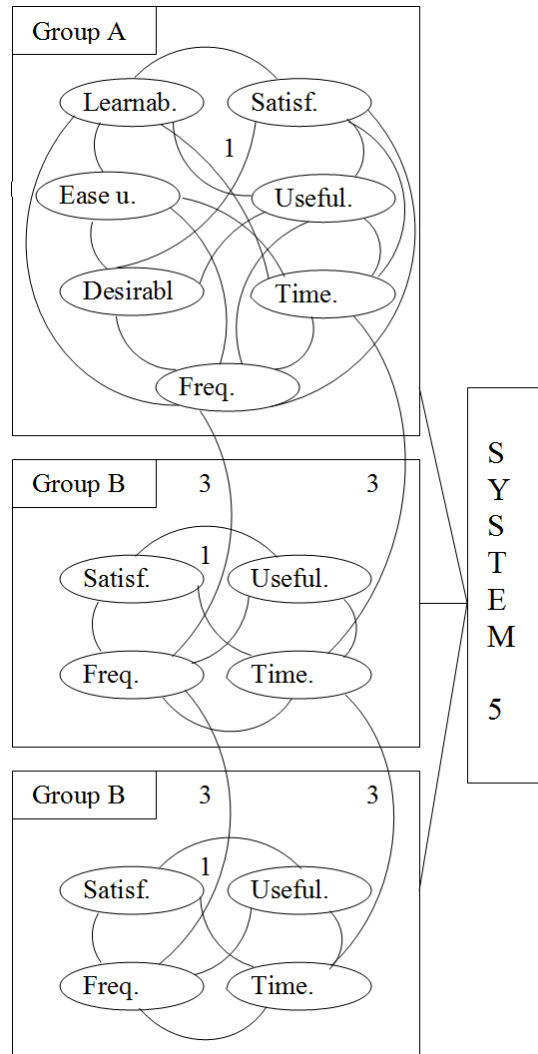 Group A
Learnab.
Satisf.
1
Ease u.
Useful.
Desirabl
Time.
Freq.
Group B
3
3
1
Satisf.
Useful.
Freq.
Time.
Group B
3
3
1
Satisf.
Useful.
Freq.
Time.
S
Y
S
T
E
M
5